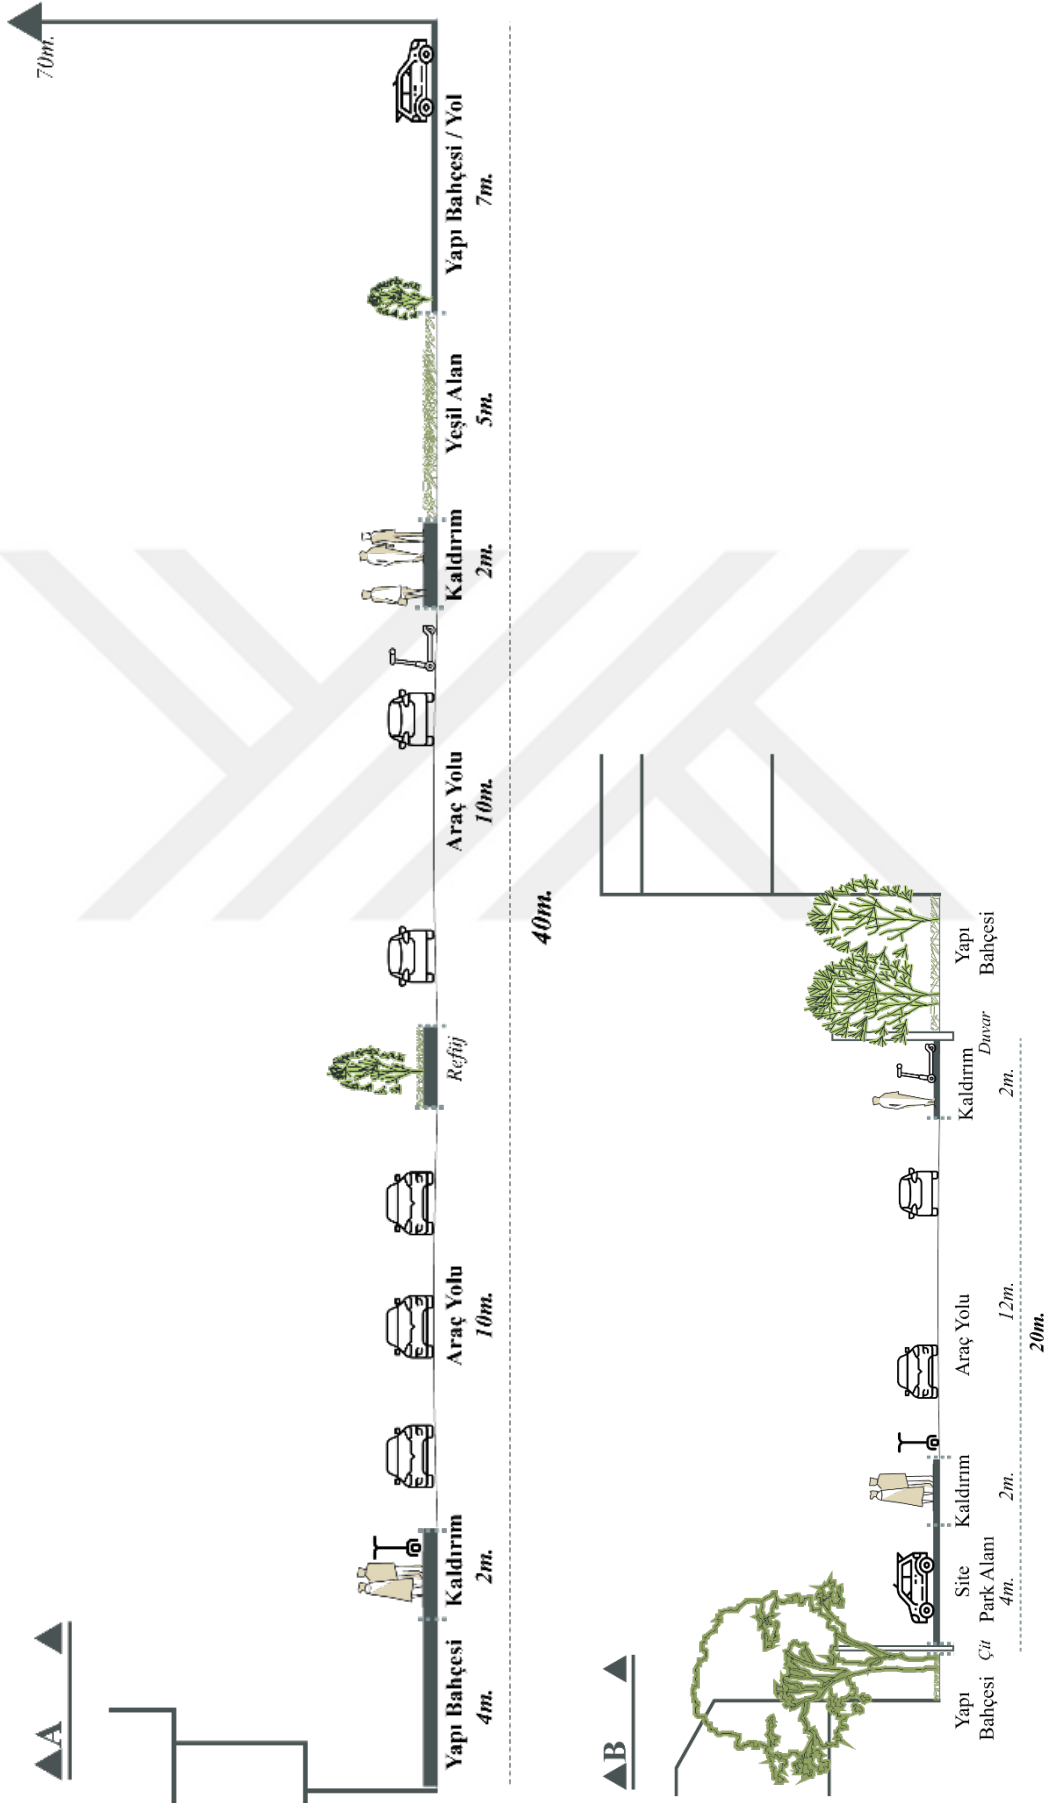 A
70m.
Yapı Bahçesi
4m.
Kaldırım
2m.
Araç Yolu
10m.
Refüj
Araç Yolu
10m.
Kaldırım
2m.
Yeşil Alan
5m.
Yapı Bahçesi / Yol
7m.
40m.
B
Yapı
Bahçesi
Çit
Site
Park Alanı
4m.
Kaldırım
2m.
Araç Yolu
12m.
Kaldırım
2m.
Duvar
Yapı
Bahçesi
20m.